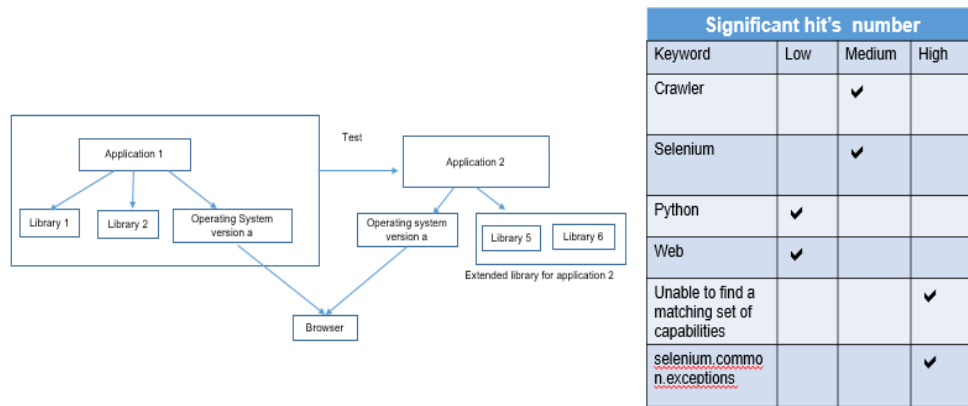 Test
Application 1
Application 2
Library 1
Library 2
Operating System
version a
Operating system
version a
Library 5
Library 6
Extended library for application 2
Browser
Significant hit's number
Keyword Low Medium High
Crawler ✔
Selenium ✔
Python ✔
Web ✔
Unable to find a
matching set of
capabilities ✔
selenium.commo
n.exceptions ✔